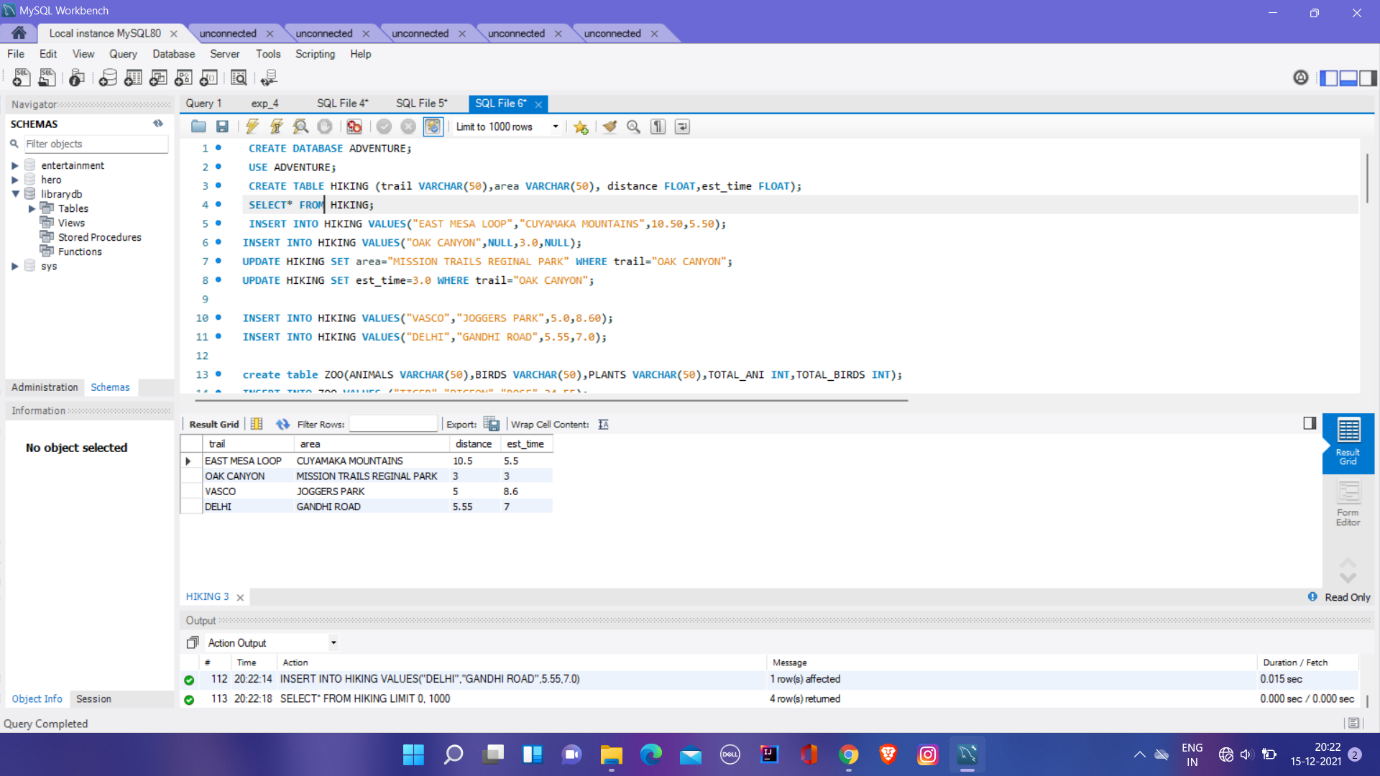 MySQL Workbench
Local instance MySQL80 unconnected unconnected unconnected unconnected unconnected
File Edit View Query Database Server Tools Scripting Help
Navigator
SCHEMAS
Filter objects
entertainment
hero
librarydb
Tables
Views
Stored Procedures
Functions
sys
Administration Schemas
Information
No object selected
Object Info Session
Query 1 exp_4 SQL File 4* SQL File 5* SQL File 6*
Limit to 1000 rows
1 CREATE DATABASE ADVENTURE;
2 USE ADVENTURE;
3 CREATE TABLE HIKING (trail VARCHAR(50),area VARCHAR(50), distance FLOAT,est_time FLOAT);
4 SELECT* FROM HIKING;
5 INSERT INTO HIKING VALUES("EAST MESA LOOP","CUYAMAKA MOUNTAINS",10.50,5.50);
6 INSERT INTO HIKING VALUES("OAK CANYON",NULL,3.0,NULL);
7 UPDATE HIKING SET area="MISSION TRAILS REGINAL PARK" WHERE trail="OAK CANYON";
8 UPDATE HIKING SET est_time=3.0 WHERE trail="OAK CANYON";
9
10 INSERT INTO HIKING VALUES("VASCO","JOGGERS PARK",5.0,8.60);
11 INSERT INTO HIKING VALUES("DELHI","GANDHI ROAD",5.55,7.0);
12
13 create table ZOO(ANIMALS VARCHAR(50),BIRDS VARCHAR(50),PLANTS VARCHAR(50),TOTAL_ANI INT,TOTAL_BIRDS INT);
Result Grid Filter Rows: Export: Wrap Cell Content:
trail area distance est_time
EAST MESA LOOP CUYAMAKA MOUNTAINS 10.5 5.5
OAK CANYON MISSION TRAILS REGINAL PARK 3 3
VASCO JOGGERS PARK 5 8.6
DELHI GANDHI ROAD 5.55 7
Result
Grid
Form
Editor
HIKING 3
Read Only
Output
Action Output
# Time Action Message Duration / Fetch
112 20:22:14 INSERT INTO HIKING VALUES("DELHI","GANDHI ROAD",5.55,7.0) 1 row(s) affected 0.015 sec
113 20:22:18 SELECT* FROM HIKING LIMIT 0, 1000 4 row(s) returned 0.000 sec / 0.000 sec
Query Completed
DELL
ENG
IN
20:22
15-12-2021
2